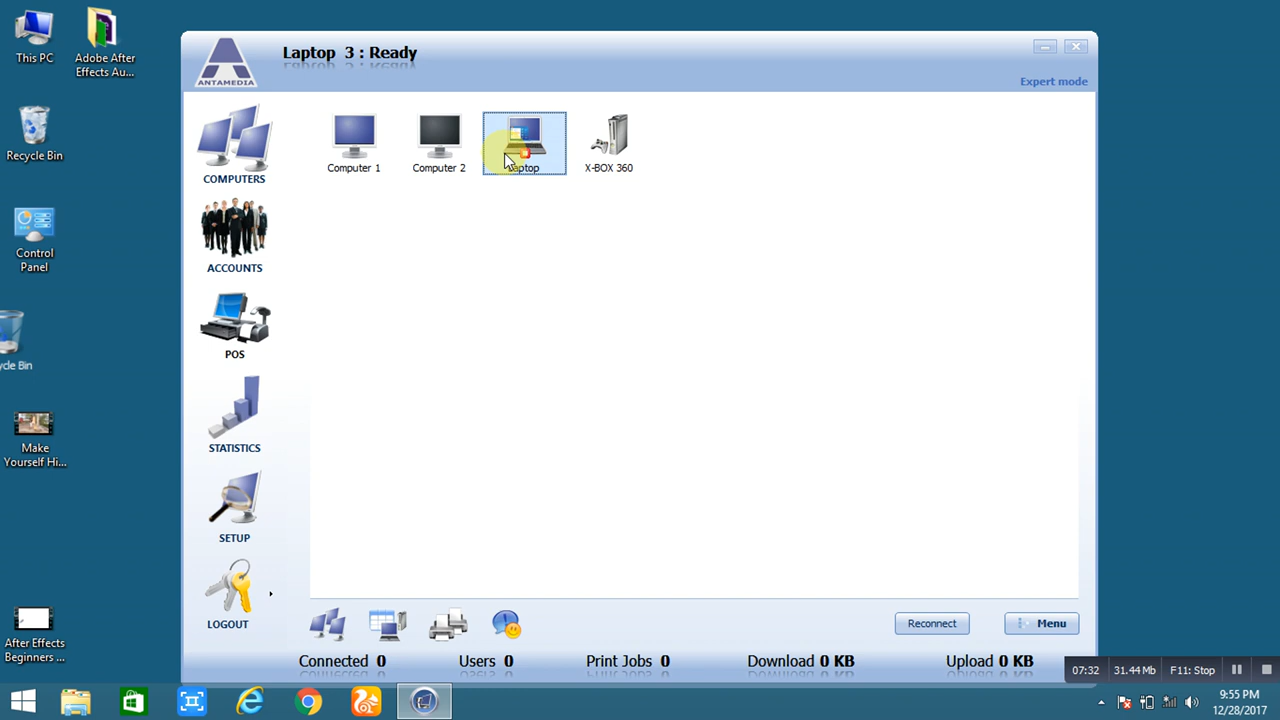 This PC
Adobe After
Effects Au...
Recycle Bin
Control
Panel
cle Bin
Make
Yourself Hi...
After Effects
Beginners ...
ANTAMEDIA
Laptop 3 : Ready
Expert mode
COMPUTERS
ACCOUNTS
POS
STATISTICS
SETUP
LOGOUT
Computer 1
Computer 2
Laptop
X-BOX 360
Reconnect
Menu
Connected 0
Users 0
Print Jobs 0
Download 0 KB
Upload 0 KB
07:32
31.44 Mb
F11: Stop
9:55 PM
12/28/2017